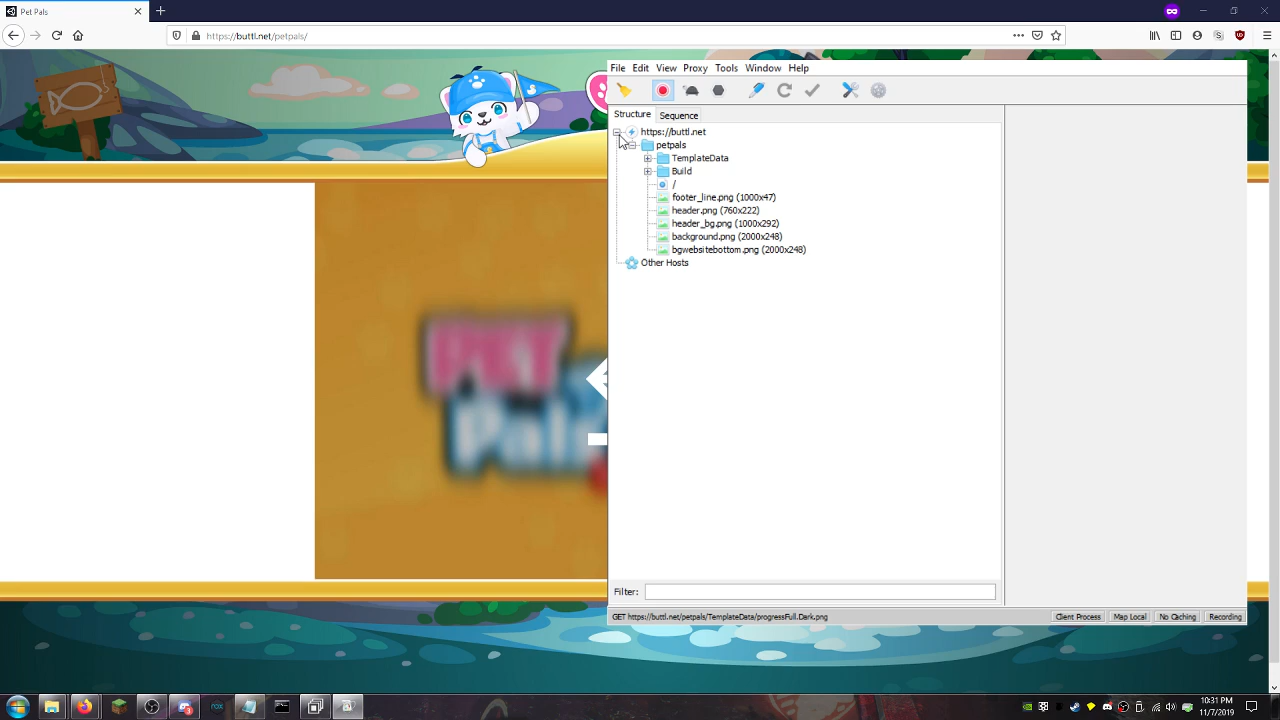 Pet Pals
https://buttl.net/petpals/
File Edit View Proxy Tools Window Help
Structure Sequence
https://buttl.net
petpals
TemplateData
Build
/
footer_line.png (1000x47)
header.png (760x222)
header_bg.png (1000x292)
background.png (2000x248)
bgwebsitebottom.png (2000x248)
Other Hosts
Pet
Pals
Filter:
GET https://buttl.net/petpals/TemplateData/progressFull.Dark.png
Client Process Map Local No Caching Recording
10:31 PM
11/7/2019